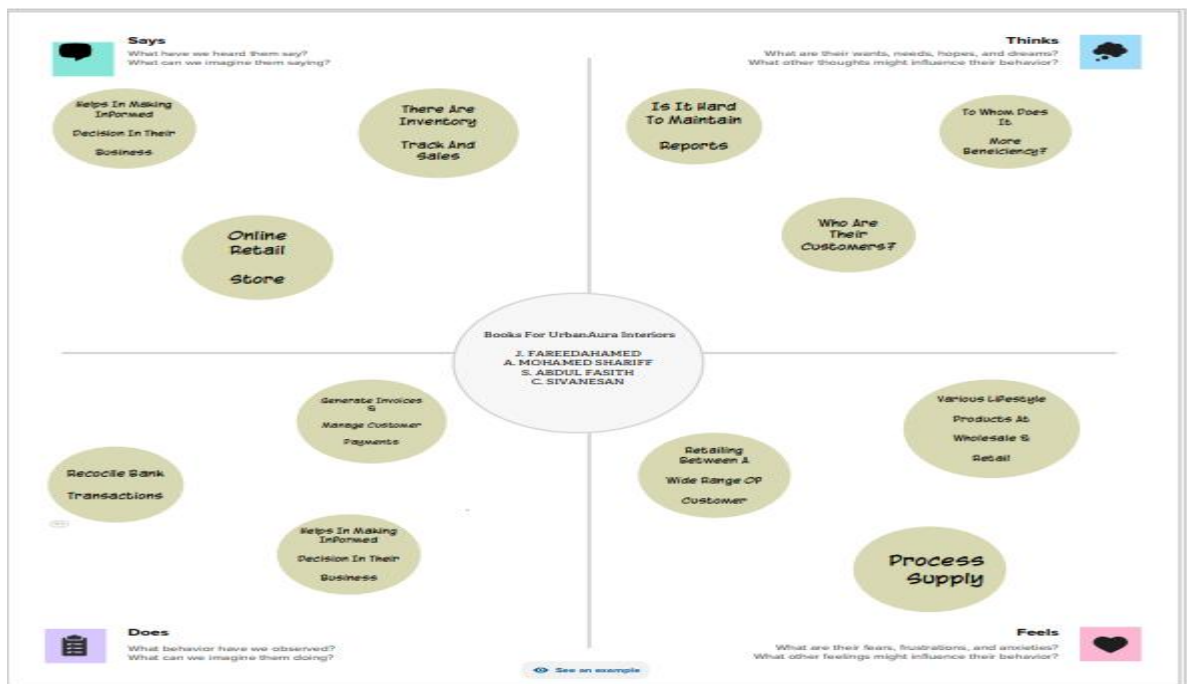 Says
What have we heard them say?
What can we imagine them saying?
Helps In Making
Informed
Decision In Their
Business
There Are
Inventory
Track And
Sales
Online
Retail
Store
Thinks
What are their wants, needs, hopes, and dreams?
What other thoughts might influence their behavior?
Is It Hard
To Maintain
Reports
To Whom Does
It
More
Beneiciency?
Who Are
Their
Customers?
Books For UrbanAura Interiors
J. FAREEDAHAMED
A. MOHAMED SHARIFF
S. ABDUL FASITH
C. SIVANESAN
Generate Invoices
&
Manage Customer
Payments
Recocile Bank
Transactions
Helps In Making
Informed
Decision In Their
Business
Does
What behavior have we observed?
What can we imagine them doing?
Various Lifestyle
Products At
Wholesale &
Retail
Retailing
Between A
Wide Range Of
Customer
Process
Supply
Feels
What are their fears, frustrations, and anxieties?
What other feelings might influence their behavior?
See an example